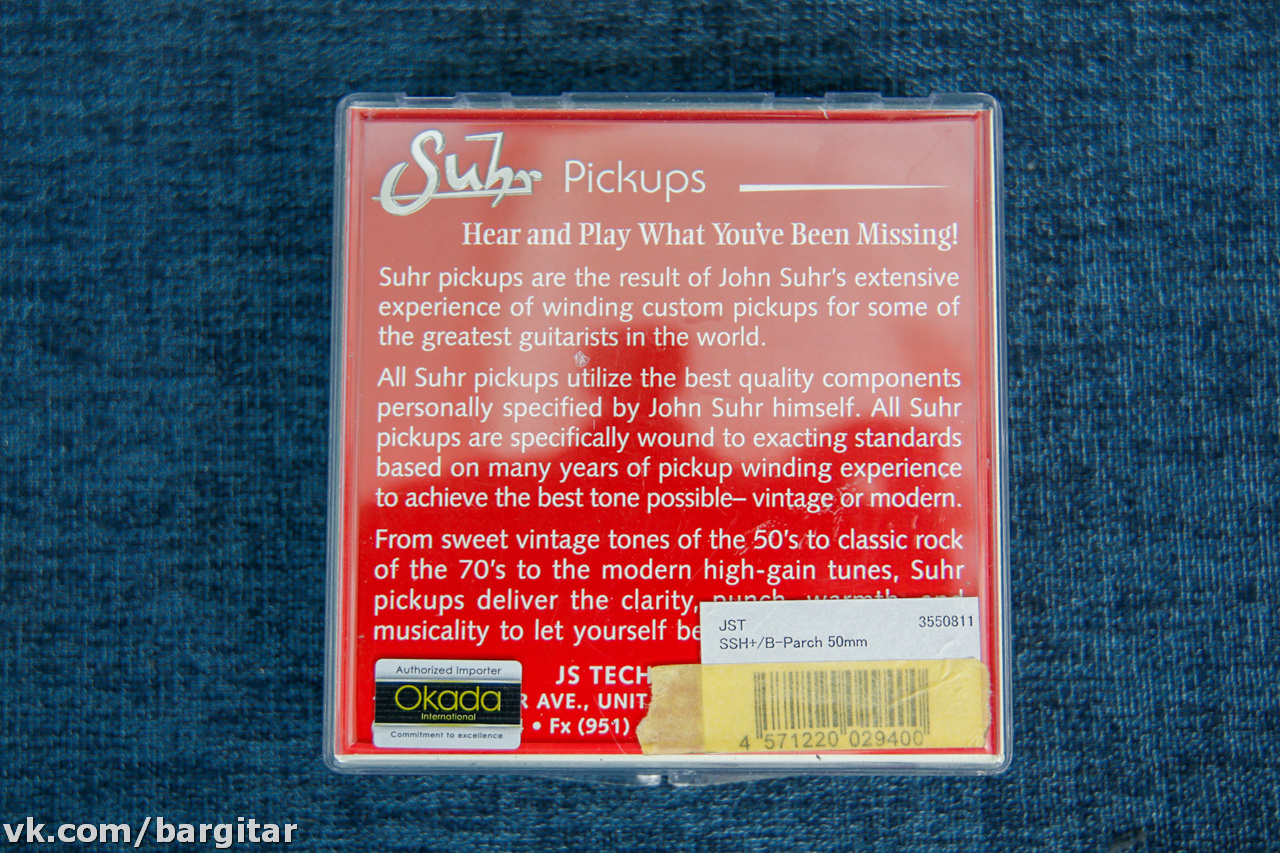 Suhr Pickups
Hear and Play What You've Been Missing!
Suhr pickups are the result of John Suhr's extensive
experience of winding custom pickups for some of
the greatest guitarists in the world.
All Suhr pickups utilize the best quality components
personally specified by John Suhr himself. All Suhr
pickups are specifically wound to exacting standards
based on many years of pickup winding experience
to achieve the best tone possible– vintage or modern.
From sweet vintage tones of the 50's to classic rock
of the 70's to the modern high-gain tunes, Suhr
pickups deliver the clarity, punch, warmth and
musicality to let yourself be
JS TECH
AVE., UNIT
• Fx (951)
Authorized Importer
Okada
International
Commitment to excellence
JST 3550811
SSH+/B-Parch 50mm
4 571220 029400
vk.com/bargitar